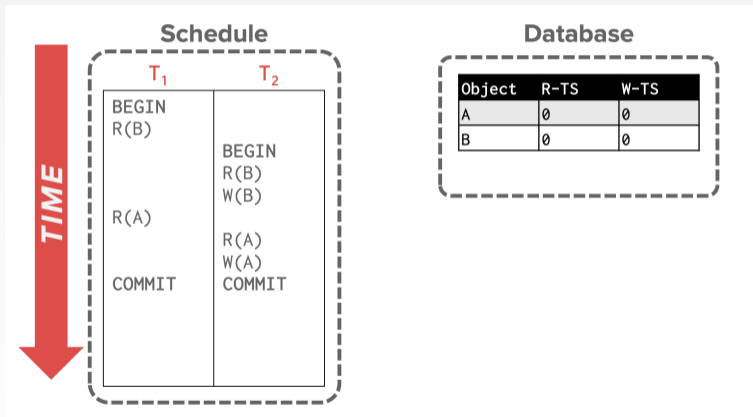 Schedule
Database
TIME
T1 T2
BEGIN
R(B)
BEGIN
R(B)
W(B)
R(A)
R(A)
W(A)
COMMIT COMMIT
Object R-TS W-TS
A 0 0
B 0 0